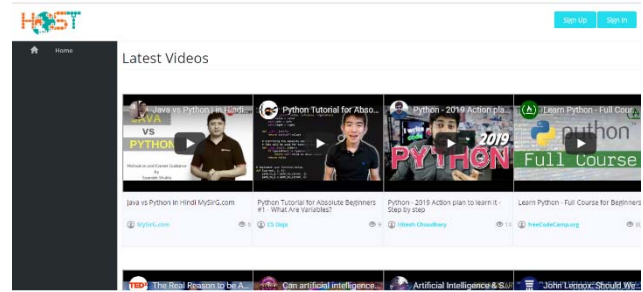 HOST
Sign Up
Sign In
Home
Latest Videos
Java vs Python in Hindi...
JAVA
VS
PYTHON
Python Tutorial for Abso...
Python - 2019 Action pla...
2019
PYTHON
Learn Python - Full Cour
python
Full Course
Java vs Python In Hindi MySirG.com
MySirG.com
Python Tutorial for Absolute Beginners
#1 - What Are Variables?
CS Dojo
Python - 2019 Action plan to learn it -
Step by step
Hitesh Choudhary
Learn Python - Full Course for Beginners
freeCodeCamp.org
TED
The Real Reason to be A...
Can artificial intelligence...
Artificial Intelligence & S
John Lennox: Should We